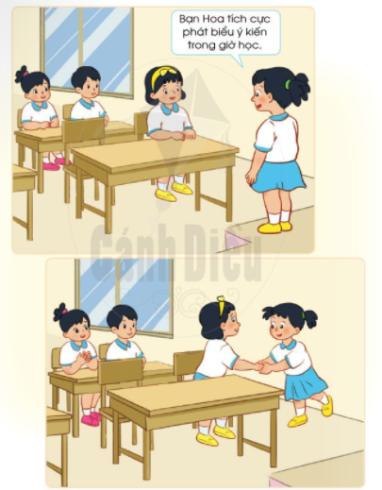 Bạn Hoa tích cực
phát biểu ý kiến
trong giờ học.
Cánh Diều